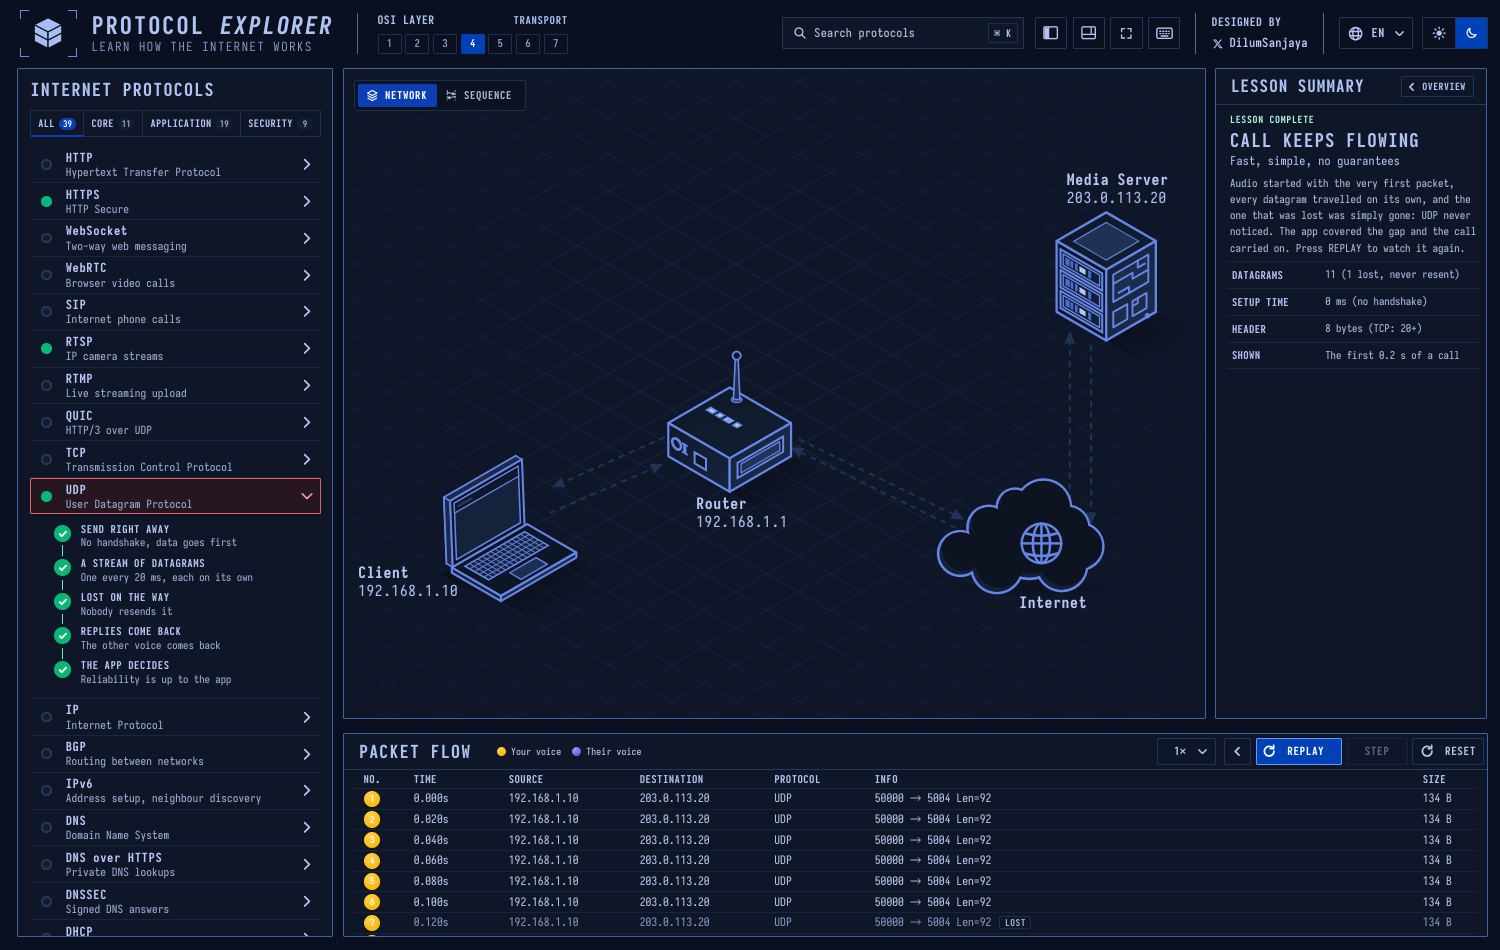 PROTOCOL EXPLORER
LEARN HOW THE INTERNET WORKS
OSI LAYER TRANSPORT
1 2 3 4 5 6 7
Search protocols ⌘ K
DESIGNED BY
DilumSanjaya
EN
INTERNET PROTOCOLS
ALL 39 CORE 11 APPLICATION 19 SECURITY 9
HTTP
Hypertext Transfer Protocol
HTTPS
HTTP Secure
WebSocket
Two-way web messaging
WebRTC
Browser video calls
SIP
Internet phone calls
RTSP
IP camera streams
RTMP
Live streaming upload
QUIC
HTTP/3 over UDP
TCP
Transmission Control Protocol
UDP
User Datagram Protocol
SEND RIGHT AWAY
No handshake, data goes first
A STREAM OF DATAGRAMS
One every 20 ms, each on its own
LOST ON THE WAY
Nobody resends it
REPLIES COME BACK
The other voice comes back
THE APP DECIDES
Reliability is up to the app
IP
Internet Protocol
BGP
Routing between networks
IPv6
Address setup, neighbour discovery
DNS
Domain Name System
DNS over HTTPS
Private DNS lookups
DNSSEC
Signed DNS answers
DHCP
NETWORK SEQUENCE
Media Server
203.0.113.20
Router
192.168.1.1
Client
192.168.1.10
Internet
LESSON SUMMARY OVERVIEW
LESSON COMPLETE
CALL KEEPS FLOWING
Fast, simple, no guarantees
Audio started with the very first packet,
every datagram travelled on its own, and the
one that was lost was simply gone: UDP never
noticed. The app covered the gap and the call
carried on. Press REPLAY to watch it again.
DATAGRAMS 11 (1 lost, never resent)
SETUP TIME 0 ms (no handshake)
HEADER 8 bytes (TCP: 20+)
SHOWN The first 0.2 s of a call
PACKET FLOW Your voice Their voice 1× REPLAY STEP RESET
NO. TIME SOURCE DESTINATION PROTOCOL INFO SIZE
1 0.000s 192.168.1.10 203.0.113.20 UDP 50000 → 5004 Len=92 134 B
2 0.020s 192.168.1.10 203.0.113.20 UDP 50000 → 5004 Len=92 134 B
3 0.040s 192.168.1.10 203.0.113.20 UDP 50000 → 5004 Len=92 134 B
4 0.060s 192.168.1.10 203.0.113.20 UDP 50000 → 5004 Len=92 134 B
5 0.080s 192.168.1.10 203.0.113.20 UDP 50000 → 5004 Len=92 134 B
6 0.100s 192.168.1.10 203.0.113.20 UDP 50000 → 5004 Len=92 134 B
7 0.120s 192.168.1.10 203.0.113.20 UDP 50000 → 5004 Len=92 LOST 134 B